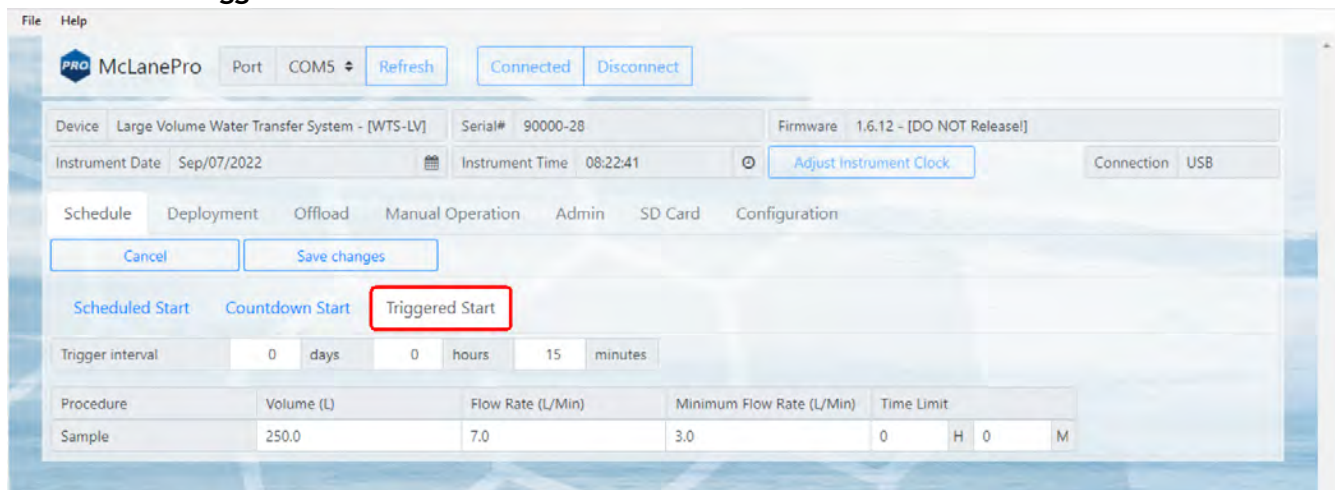 File Help
PRO McLanePro Port COM5 Refresh Connected Disconnect
Device Large Volume Water Transfer System - [WTS-LV] Serial# 90000-28 Firmware 1.6.12 - [DO NOT Release!]
Instrument Date Sep/07/2022 Instrument Time 08:22:41 Adjust Instrument Clock Connection USB
Schedule Deployment Offload Manual Operation Admin SD Card Configuration
Cancel Save changes
Scheduled Start Countdown Start Triggered Start
Trigger interval 0 days 0 hours 15 minutes
Procedure Volume (L) Flow Rate (L/Min) Minimum Flow Rate (L/Min) Time Limit
Sample 250.0 7.0 3.0 0 H 0 M